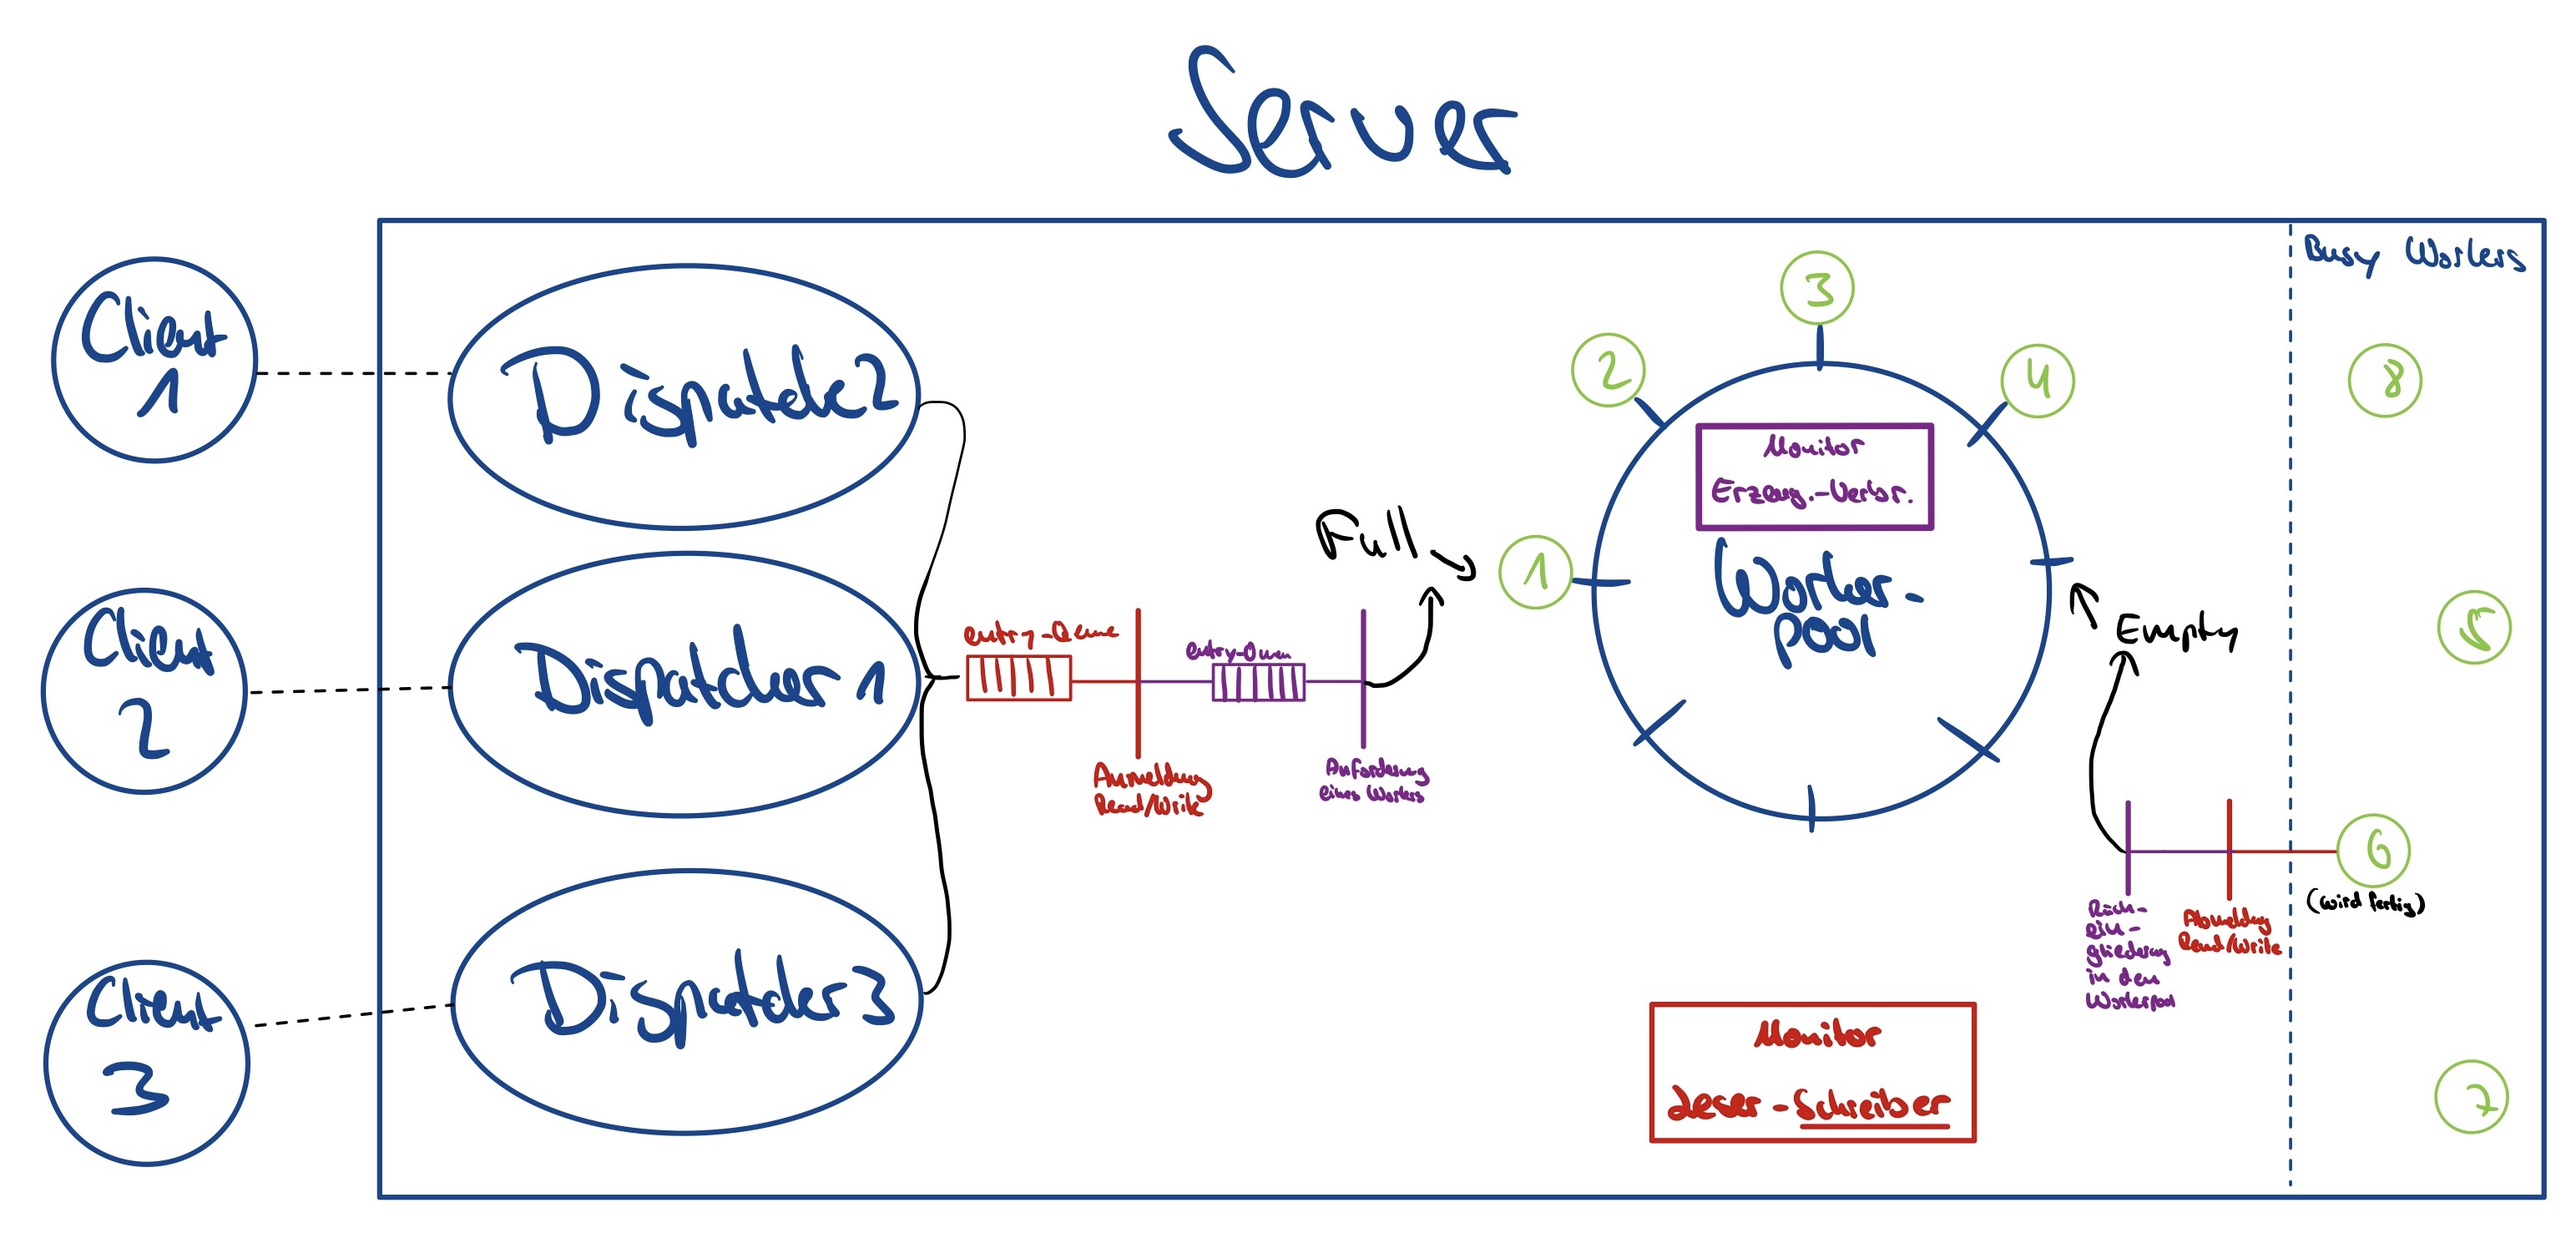 Server
Busy Workers
Client
1
Dispatche2
3
2
4
8
Monitor
Erzeug.-Verbr.
Full
1
Worker-
pool
Client
2
Dispatcher 1
entry-Queue
entry-Queue
Empty
5
Anmeldung
Read/Write
Anforderung
eines Workers
6
(wird fertig)
Rück-
ein-
gliederung
in den
Workerpool
Abmeldung
Read/Write
Client
3
Dispatcher 3
Monitor
Leser-Schreiber
7